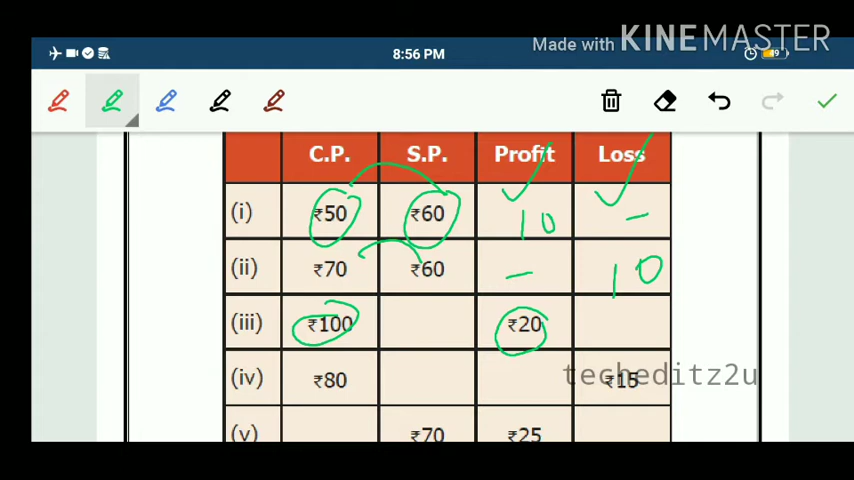 Made with KINEMASTER
8:56 PM 89
C.P. S.P. Profit Loss
(i) ₹50 ₹60 10 -
(ii) ₹70 ₹60 - 10
(iii) ₹100 ₹20
(iv) ₹80 ₹15
techeditz2u
(v) ₹70 ₹25